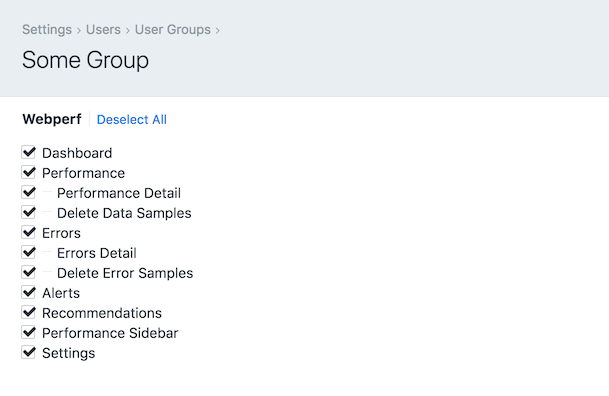 Settings › Users › User Groups ›
Some Group
Webperf Deselect All
Dashboard
Performance
Performance Detail
Delete Data Samples
Errors
Errors Detail
Delete Error Samples
Alerts
Recommendations
Performance Sidebar
Settings